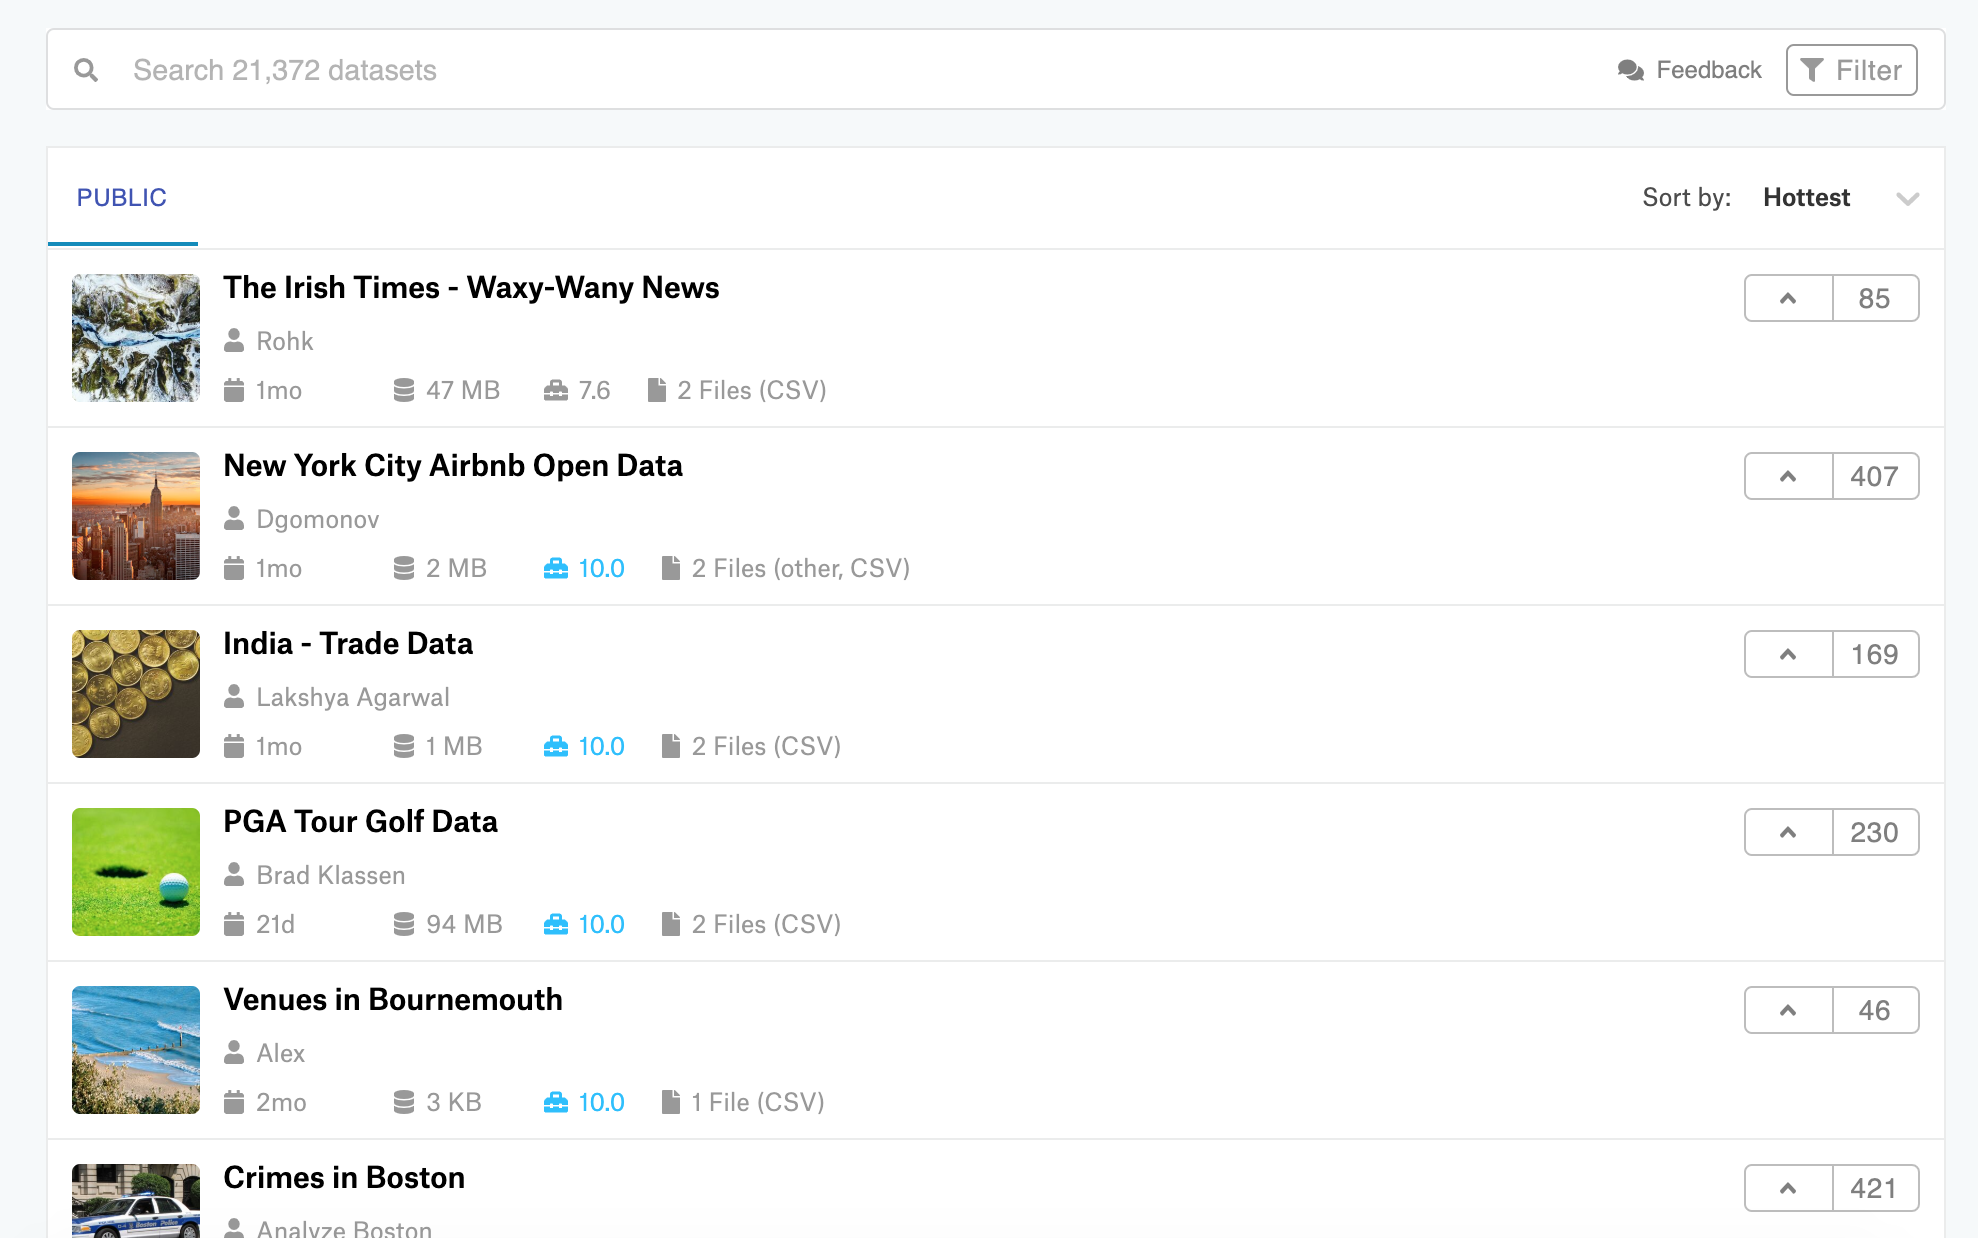 Search 21,372 datasets
Feedback
Filter
PUBLIC
Sort by: Hottest
The Irish Times - Waxy-Wany News
85
Rohk
1mo 47 MB 7.6 2 Files (CSV)
New York City Airbnb Open Data
407
Dgomonov
1mo 2 MB 10.0 2 Files (other, CSV)
India - Trade Data
169
Lakshya Agarwal
1mo 1 MB 10.0 2 Files (CSV)
PGA Tour Golf Data
230
Brad Klassen
21d 94 MB 10.0 2 Files (CSV)
Venues in Bournemouth
46
Alex
2mo 3 KB 10.0 1 File (CSV)
Crimes in Boston
421
Boston Police
Analyze Boston